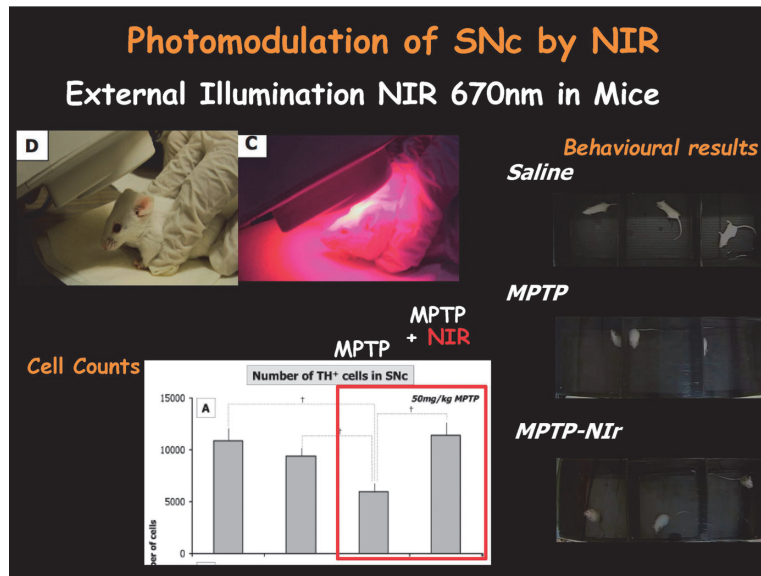 Photomodulation of SNc by NIR
External Illumination NIR 670nm in Mice
D
C
Behavioural results
Saline
MPTP
MPTP-NIr
MPTP
MPTP
+ NIR
Cell Counts
Number of TH+ cells in SNc
A
50mg/kg MPTP
15000
10000
5000
0
†
†
†
er of cells